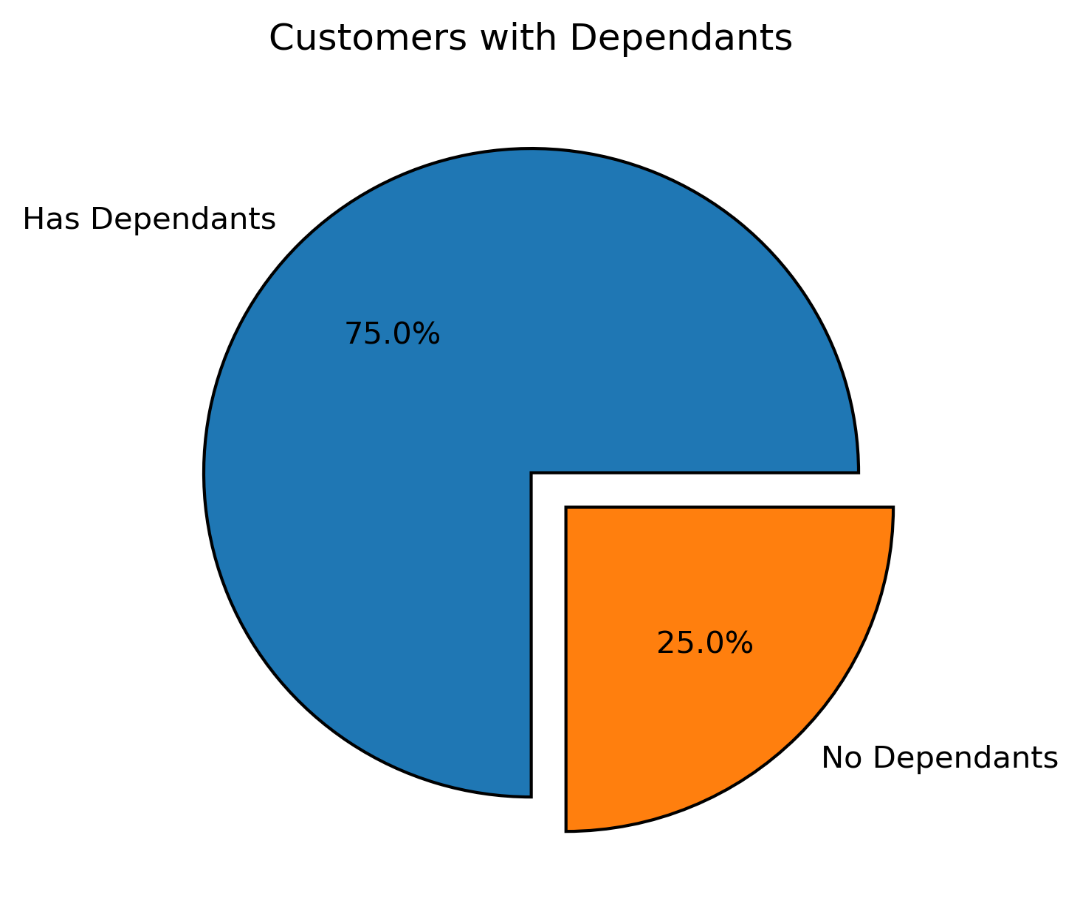 Customers with Dependants
Has Dependants
75.0%
25.0%
No Dependants